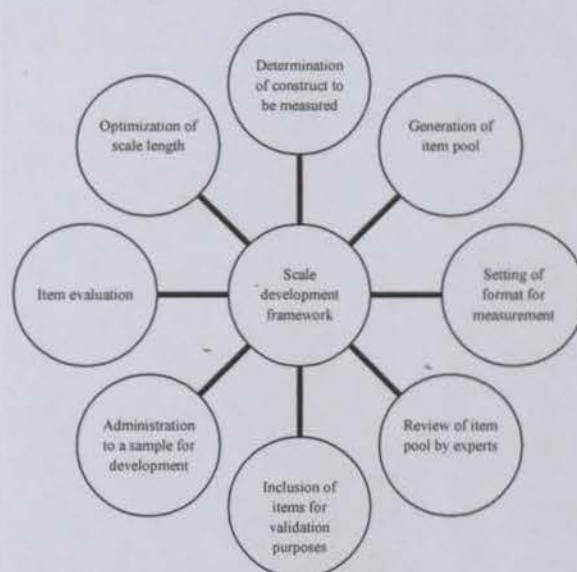 Determination
of construct to
be measured
Generation of
item pool
Setting of
format for
measurement
Review of item
pool by experts
Inclusion of
items for
validation
purposes
Administration
to a sample for
development
Item evaluation
Optimization of
scale length
Scale
development
framework